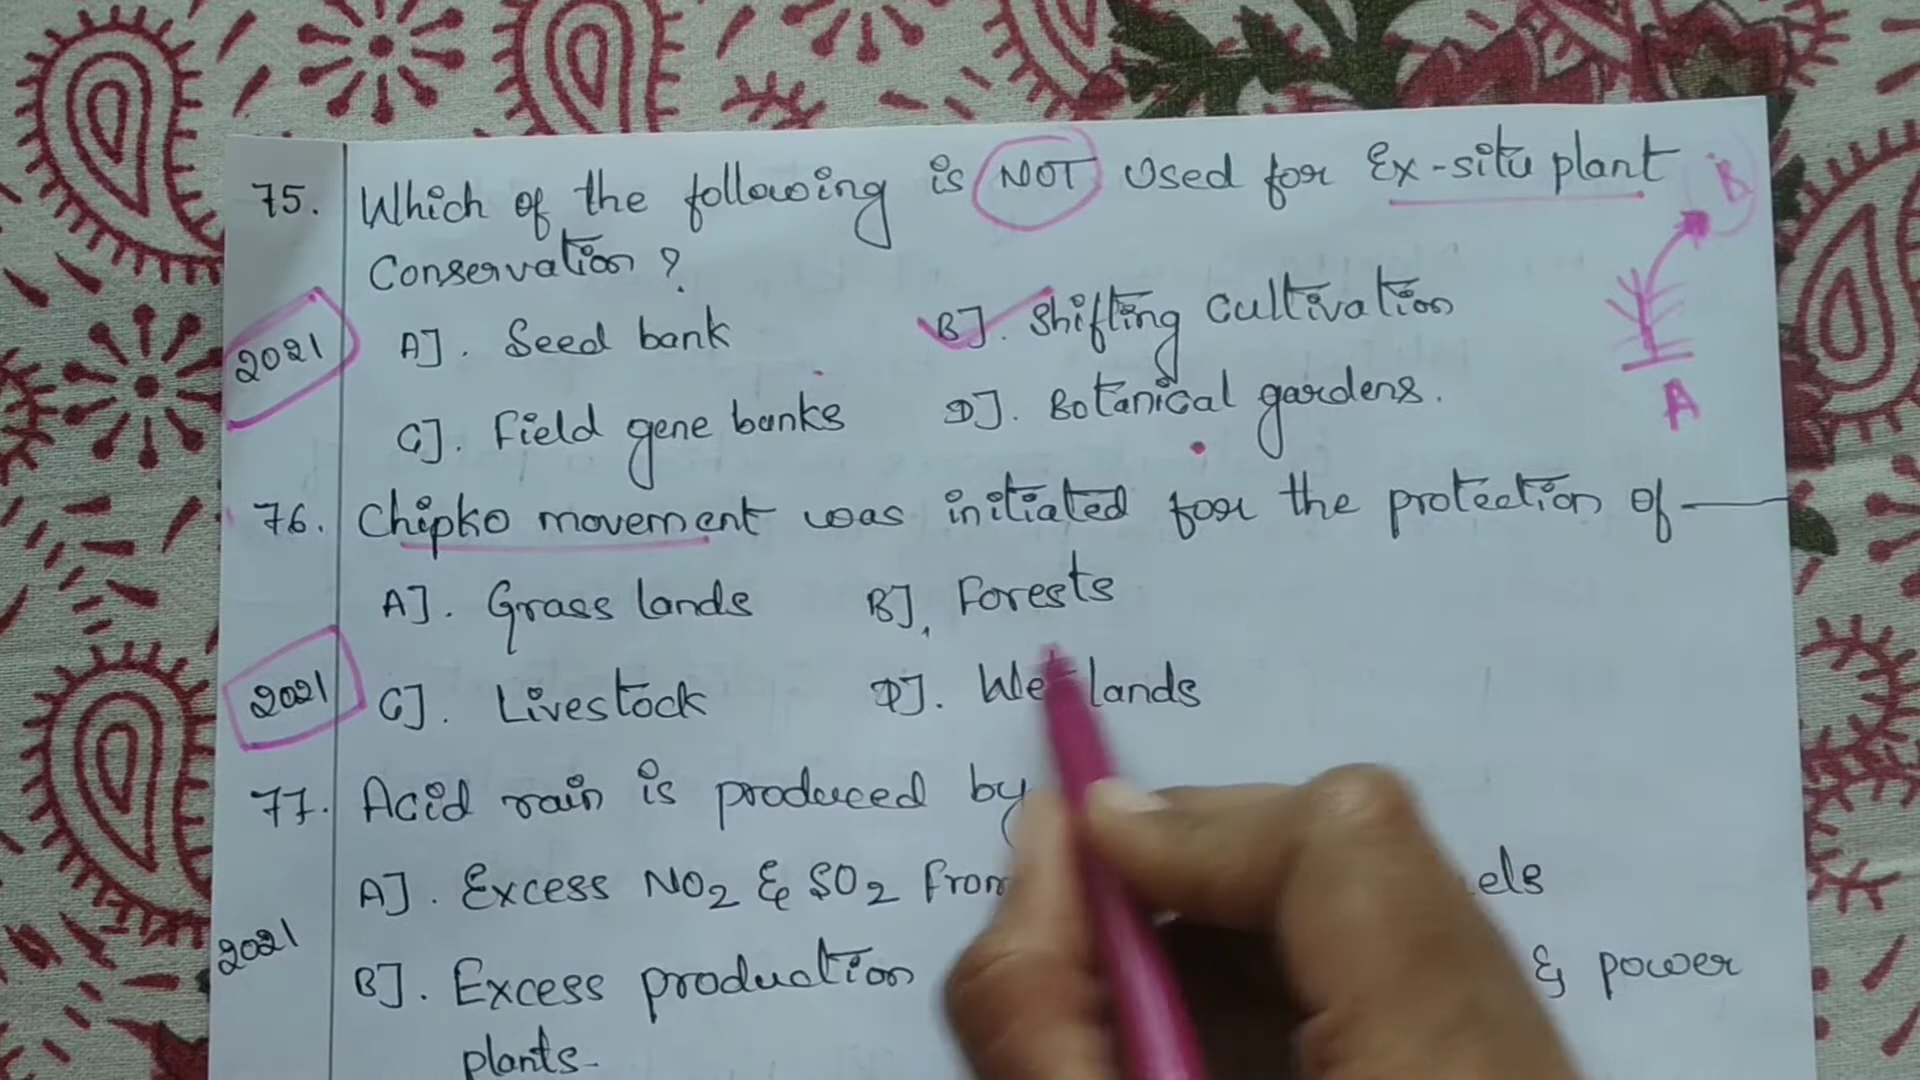 75. Which of the following is NOT Used for Ex-situ plant B
Conservation ?
2021 A]. Seed bank B]. Shifting Cultivation
C]. Field gene banks D]. Botanical gardens. A
76. Chipko movement was initiated for the protection of
A]. Grass lands B]. Forests
2021 C]. Livestock D]. Wetlands
77. Acid rain is produced by
A]. Excess NO2 & SO2 from
2021 B]. Excess production & power
plants.